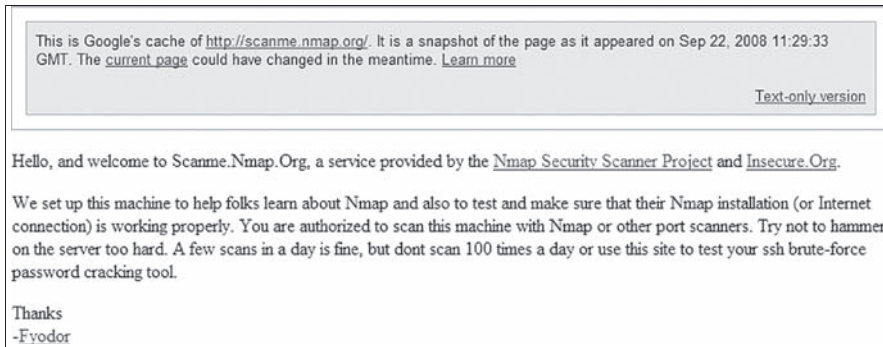 This is Google's cache of http://scanme.nmap.org/. It is a snapshot of the page as it appeared on Sep 22, 2008 11:29:33
GMT. The current page could have changed in the meantime. Learn more
Text-only version
Hello, and welcome to Scanme.Nmap.Org, a service provided by the Nmap Security Scanner Project and Insecure.Org.
We set up this machine to help folks learn about Nmap and also to test and make sure that their Nmap installation (or Internet
connection) is working properly. You are authorized to scan this machine with Nmap or other port scanners. Try not to hammer
on the server too hard. A few scans in a day is fine, but dont scan 100 times a day or use this site to test your ssh brute-force
password cracking tool.
Thanks
-Fyodor